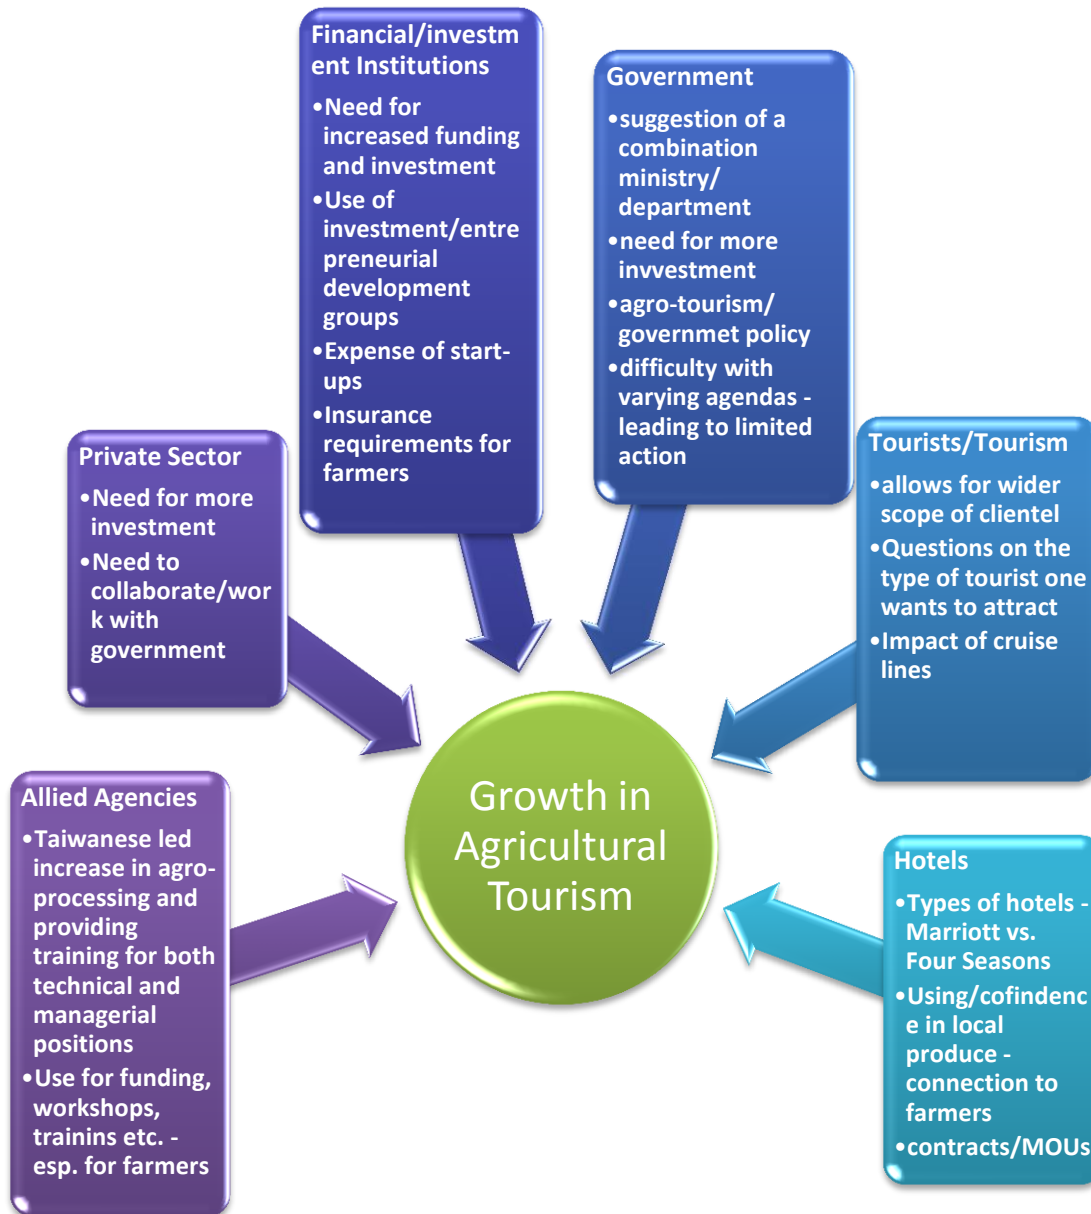 Financial/investm
ent Institutions
•Need for
increased funding
and investment
•Use of
investment/entre
preneurial
development
groups
•Expense of start-
ups
•Insurance
requirements for
farmers
Government
•suggestion of a
combination
ministry/
department
•need for more
invvestment
•agro-tourism/
governmet policy
•difficulty with
varying agendas -
leading to limited
action
Private Sector
•Need for more
investment
•Need to
collaborate/wor
k with
government
Tourists/Tourism
•allows for wider
scope of clientel
•Questions on the
type of tourist one
wants to attract
•Impact of cruise
lines
Allied Agencies
•Taiwanese led
increase in agro-
processing and
providing
training for both
technical and
managerial
positions
•Use for funding,
workshops,
trainins etc. -
esp. for farmers
Growth in
Agricultural
Tourism
Hotels
•Types of hotels -
Marriott vs.
Four Seasons
•Using/cofindenc
e in local
produce -
connection to
farmers
•contracts/MOUs